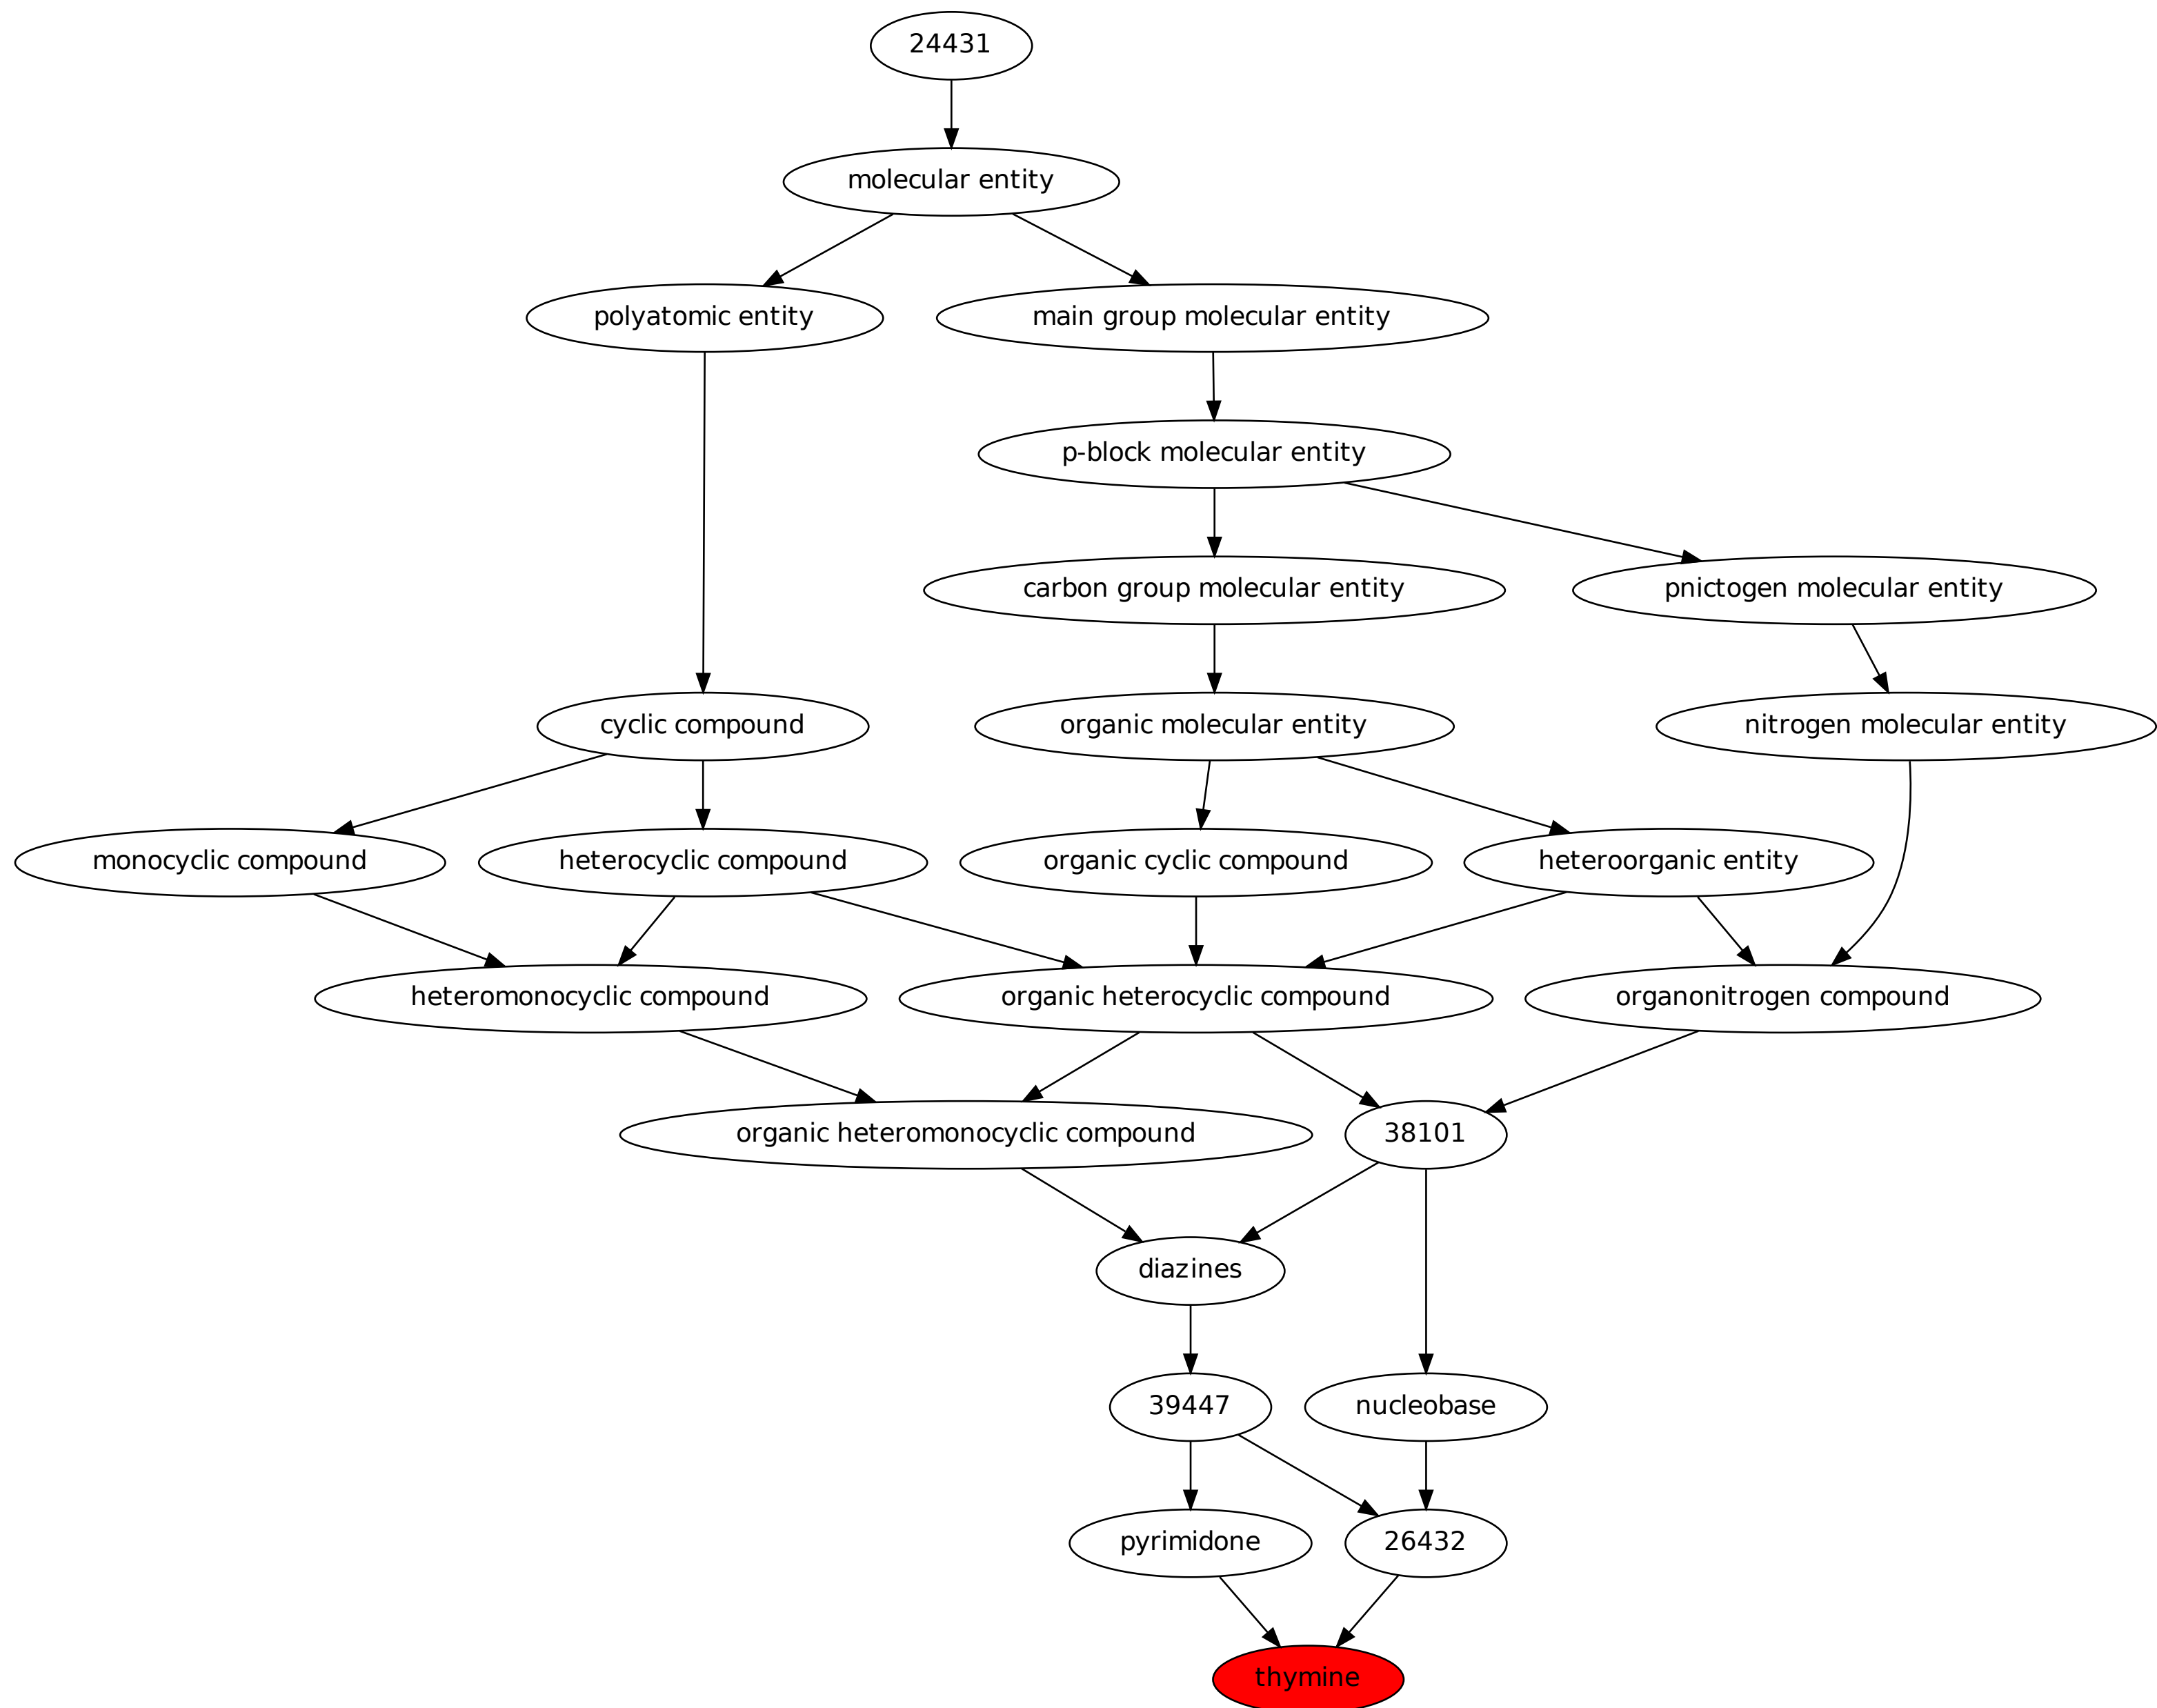 24431
molecular entity
polyatomic entity
main group molecular entity
p-block molecular entity
carbon group molecular entity
pnictogen molecular entity
cyclic compound
organic molecular entity
nitrogen molecular entity
monocyclic compound
heterocyclic compound
organic cyclic compound
heteroorganic entity
heteromonocyclic compound
organic heterocyclic compound
organonitrogen compound
organic heteromonocyclic compound
38101
diazines
39447
nucleobase
pyrimidone
26432
thymine